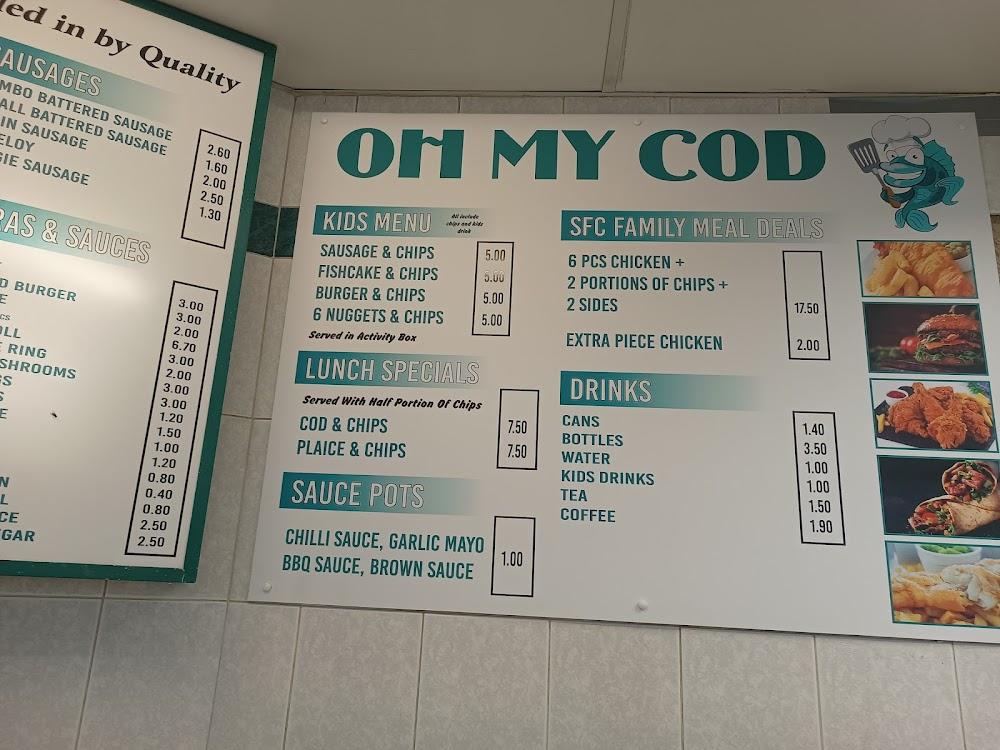 led in by Quality
SAUSAGES
MBO BATTERED SAUSAGE
ALL BATTERED SAUSAGE
IN SAUSAGE
ELOY
GIE SAUSAGE
2.60
1.60
2.00
2.50
1.30
RAS & SAUCES
D BURGER
E
cs
OLL
E RING
SHROOMS
GS
S
E
N
L
CE
EGAR
3.00
3.00
2.00
6.70
3.00
2.00
3.00
3.00
1.20
1.50
1.00
1.20
0.80
0.40
0.80
2.50
2.50
OH MY COD
KIDS MENU
All include
chips and kids
drink
SAUSAGE & CHIPS 5.00
FISHCAKE & CHIPS 5.00
BURGER & CHIPS 5.00
6 NUGGETS & CHIPS 5.00
Served in Activity Box
LUNCH SPECIALS
Served With Half Portion Of Chips
COD & CHIPS 7.50
PLAICE & CHIPS 7.50
SAUCE POTS
CHILLI SAUCE, GARLIC MAYO
BBQ SAUCE, BROWN SAUCE
1.00
SFC FAMILY MEAL DEALS
6 PCS CHICKEN +
2 PORTIONS OF CHIPS +
2 SIDES 17.50
EXTRA PIECE CHICKEN 2.00
DRINKS
CANS 1.40
BOTTLES 3.50
WATER 1.00
KIDS DRINKS 1.00
TEA 1.50
COFFEE 1.90